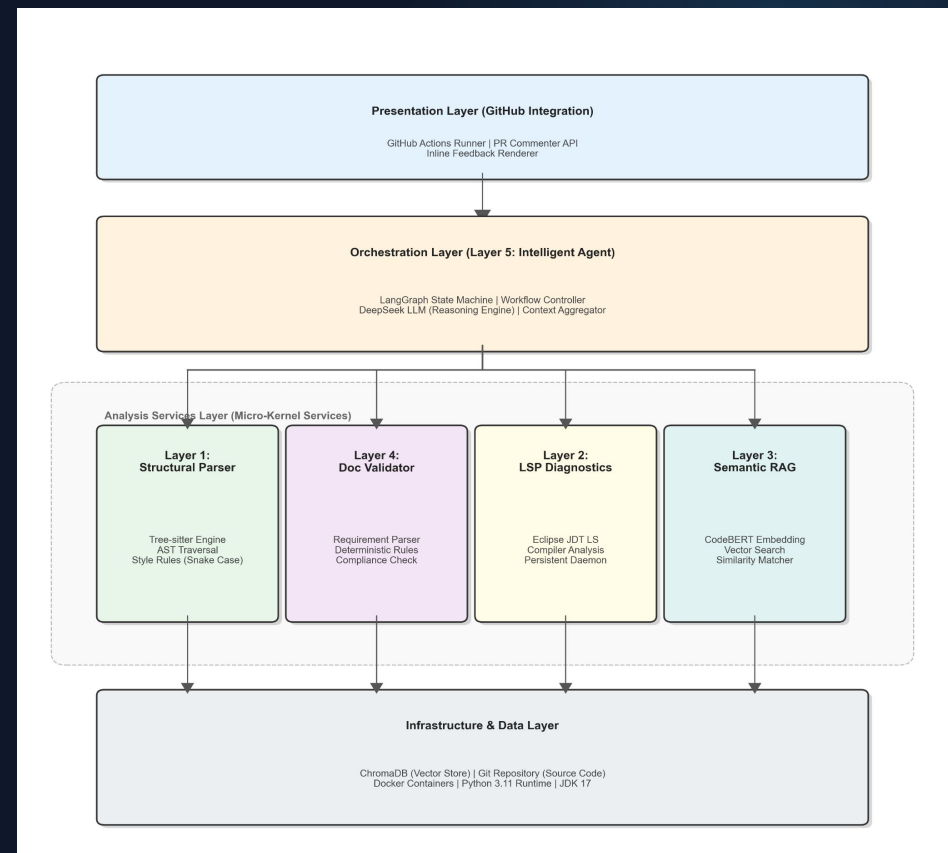 Presentation Layer (GitHub Integration)
GitHub Actions Runner | PR Commenter API
Inline Feedback Renderer
Orchestration Layer (Layer 5: Intelligent Agent)
LangGraph State Machine | Workflow Controller
DeepSeek LLM (Reasoning Engine) | Context Aggregator
Analysis Services Layer (Micro-Kernel Services)
Layer 1:
Structural Parser
Tree-sitter Engine
AST Traversal
Style Rules (Snake Case)
Layer 4:
Doc Validator
Requirement Parser
Deterministic Rules
Compliance Check
Layer 2:
LSP Diagnostics
Eclipse JDT LS
Compiler Analysis
Persistent Daemon
Layer 3:
Semantic RAG
CodeBERT Embedding
Vector Search
Similarity Matcher
Infrastructure & Data Layer
ChromaDB (Vector Store) | Git Repository (Source Code)
Docker Containers | Python 3.11 Runtime | JDK 17